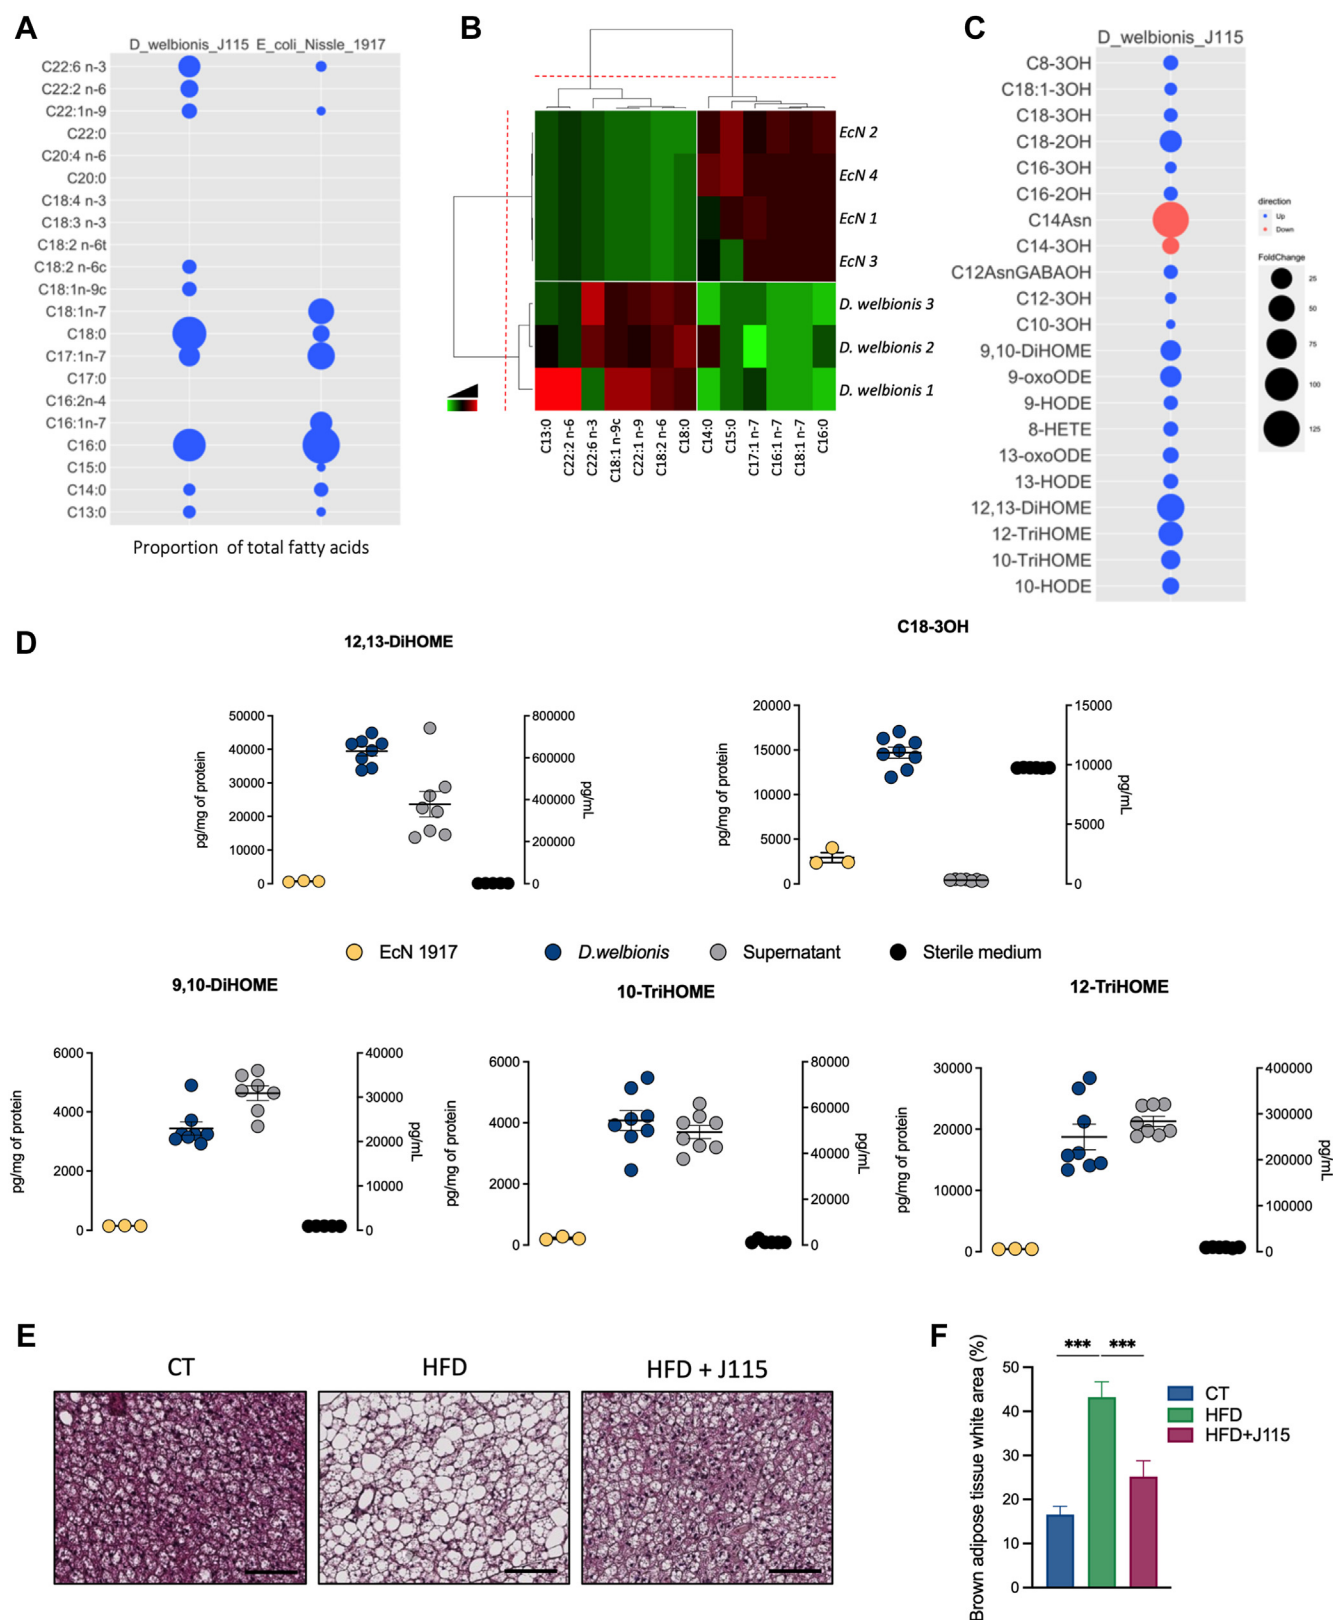 A
D_welbionis_J115 E_coli_Nissle_1917
C22:6 n-3
C22:2 n-6
C22:1n-9
C22:0
C20:4 n-6
C20:0
C18:4 n-3
C18:3 n-3
C18:2 n-6t
C18:2 n-6c
C18:1n-9c
C18:1n-7
C18:0
C17:1n-7
C17:0
C16:2n-4
C16:1n-7
C16:0
C15:0
C14:0
C13:0
Proportion of total fatty acids
B
EcN 2
EcN 4
EcN 1
EcN 3
D. welbionis 3
D. welbionis 2
D. welbionis 1
C13:0
C22:2 n-6
C22:6 n-3
C18:1 n-9c
C22:1 n-9
C18:2 n-6
C18:0
C14:0
C15:0
C17:1 n-7
C16:1 n-7
C18:1 n-7
C16:0
C
D_welbionis_J115
C8-3OH
C18:1-3OH
C18-3OH
C18-2OH
C16-3OH
C16-2OH
C14Asn
C14-3OH
C12AsnGABAOH
C12-3OH
C10-3OH
9,10-DiHOME
9-oxoODE
9-HODE
8-HETE
13-oxoODE
13-HODE
12,13-DiHOME
12-TriHOME
10-TriHOME
10-HODE
direction
Up
Down
FoldChange
25
50
75
100
125
D
12,13-DiHOME
pg/mg of protein
50000
40000
30000
20000
10000
0
800000
600000
400000
200000
0
pg/mL
C18-3OH
pg/mg of protein
20000
15000
10000
5000
0
15000
10000
5000
0
pg/mL
EcN 1917
D.welbionis
Supernatant
Sterile medium
9,10-DiHOME
pg/mg of protein
6000
4000
2000
0
40000
30000
20000
10000
0
pg/mL
10-TriHOME
pg/mg of protein
6000
4000
2000
0
80000
60000
40000
20000
0
pg/mL
12-TriHOME
pg/mg of protein
30000
20000
10000
0
400000
300000
200000
100000
0
pg/mL
E
CT
HFD
HFD + J115
F
Brown adipose tissue white area (%)
50
40
30
20
10
0
***
***
CT
HFD
HFD+J115